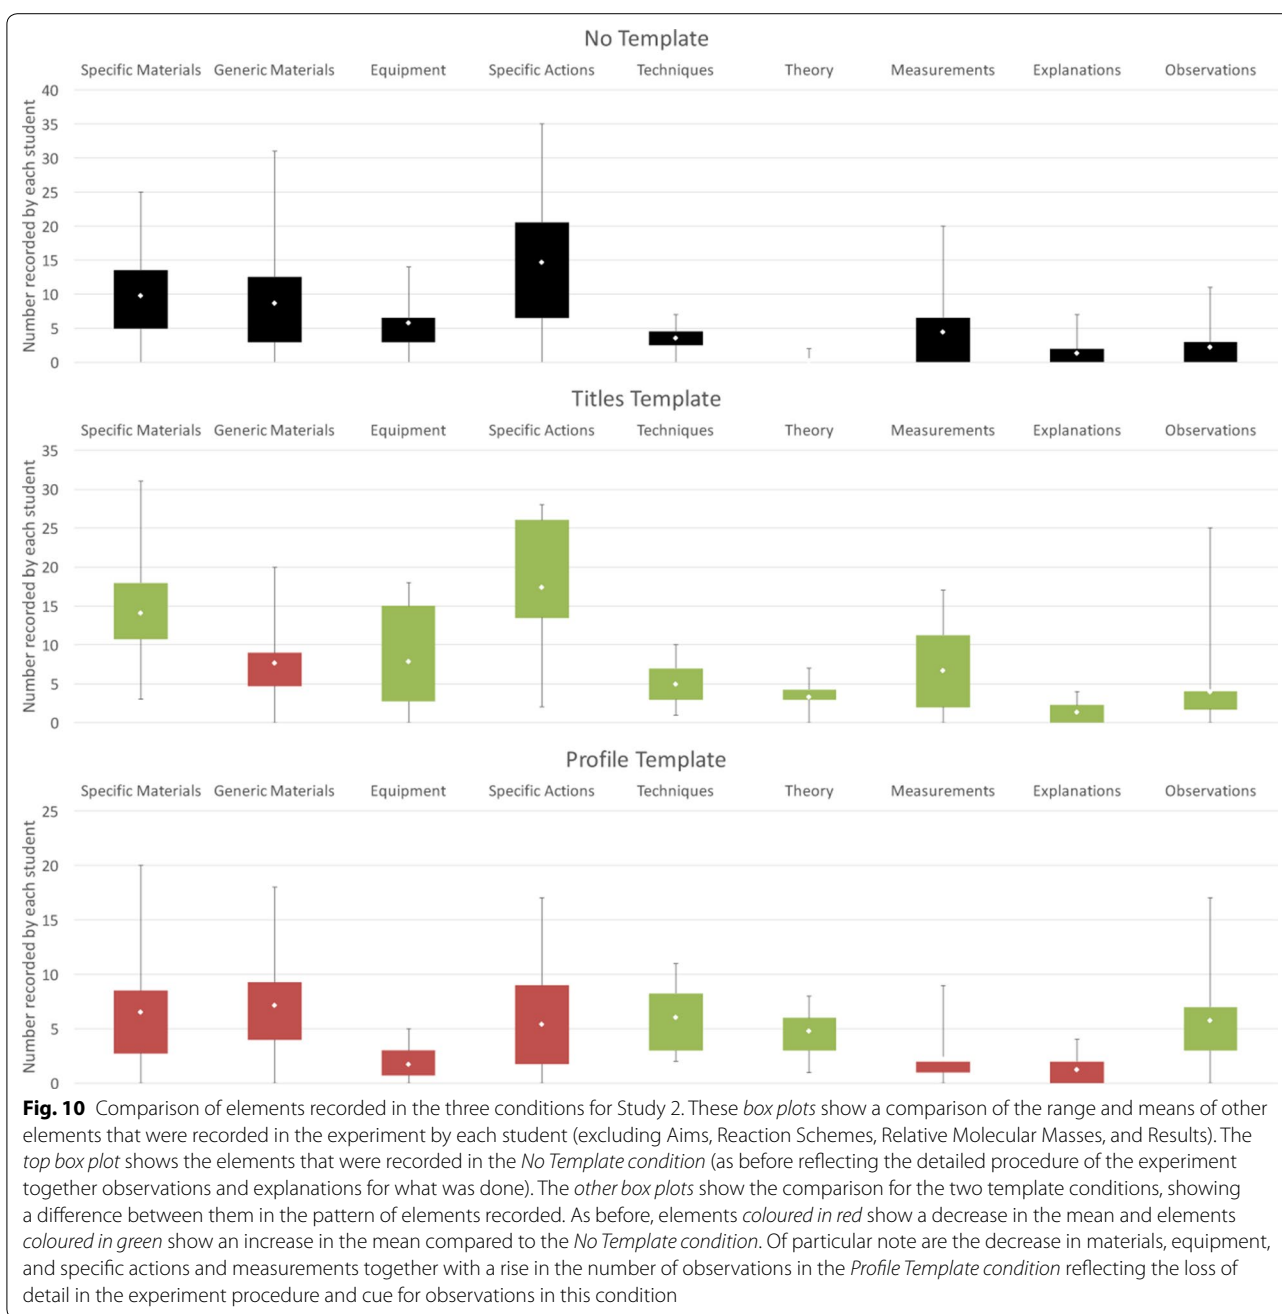 No Template
Specific Materials Generic Materials Equipment Specific Actions Techniques Theory Measurements Explanations Observations
Number recorded by each student
40
35
30
25
20
15
10
5
0
Titles Template
Specific Materials Generic Materials Equipment Specific Actions Techniques Theory Measurements Explanations Observations
Number recorded by each student
35
30
25
20
15
10
5
0
Profile Template
Specific Materials Generic Materials Equipment Specific Actions Techniques Theory Measurements Explanations Observations
Number recorded by each student
25
20
15
10
5
0
Fig. 10 Comparison of elements recorded in the three conditions for Study 2. These box plots show a comparison of the range and means of other
elements that were recorded in the experiment by each student (excluding Aims, Reaction Schemes, Relative Molecular Masses, and Results). The
top box plot shows the elements that were recorded in the No Template condition (as before reflecting the detailed procedure of the experiment
together observations and explanations for what was done). The other box plots show the comparison for the two template conditions, showing
a difference between them in the pattern of elements recorded. As before, elements coloured in red show a decrease in the mean and elements
coloured in green show an increase in the mean compared to the No Template condition. Of particular note are the decrease in materials, equipment,
and specific actions and measurements together with a rise in the number of observations in the Profile Template condition reflecting the loss of
detail in the experiment procedure and cue for observations in this condition